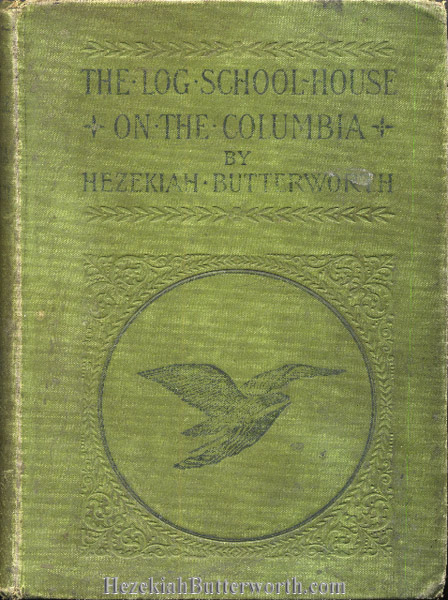 THE·LOG·SCHOOL-HOUSE
ON·THE·COLUMBIA
BY
HEZEKIAH·BUTTERWORTH
HezekiahButterworth.com